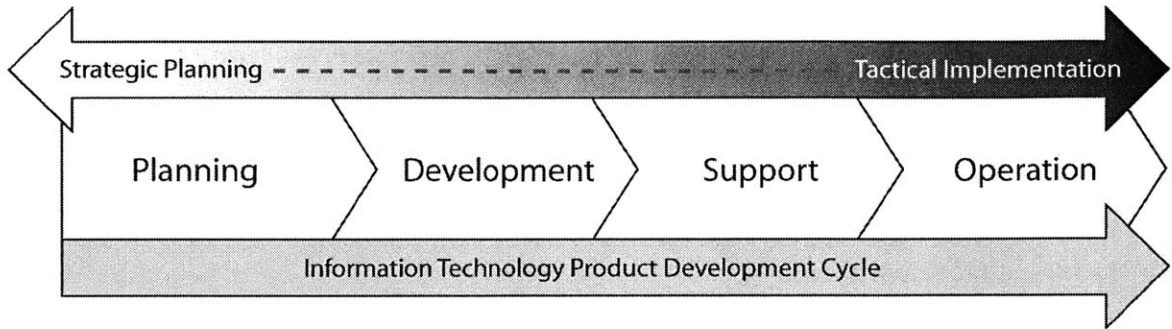 Strategic Planning Tactical Implementation
Planning Development Support Operation
Information Technology Product Development Cycle